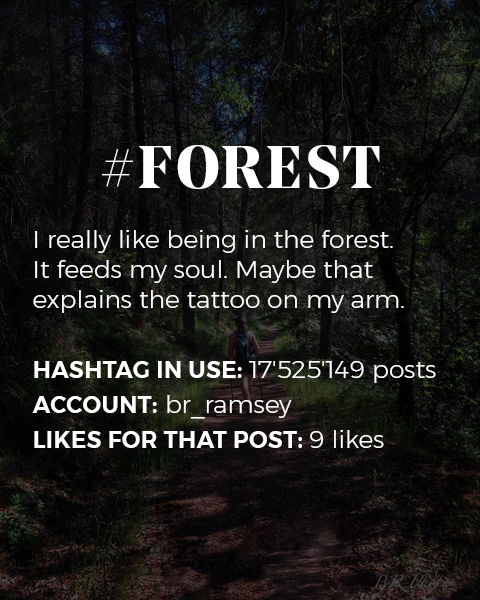 #FOREST
I really like being in the forest.
It feeds my soul. Maybe that
explains the tattoo on my arm.
HASHTAG IN USE: 17'525'149 posts
ACCOUNT: br_ramsey
LIKES FOR THAT POST: 9 likes